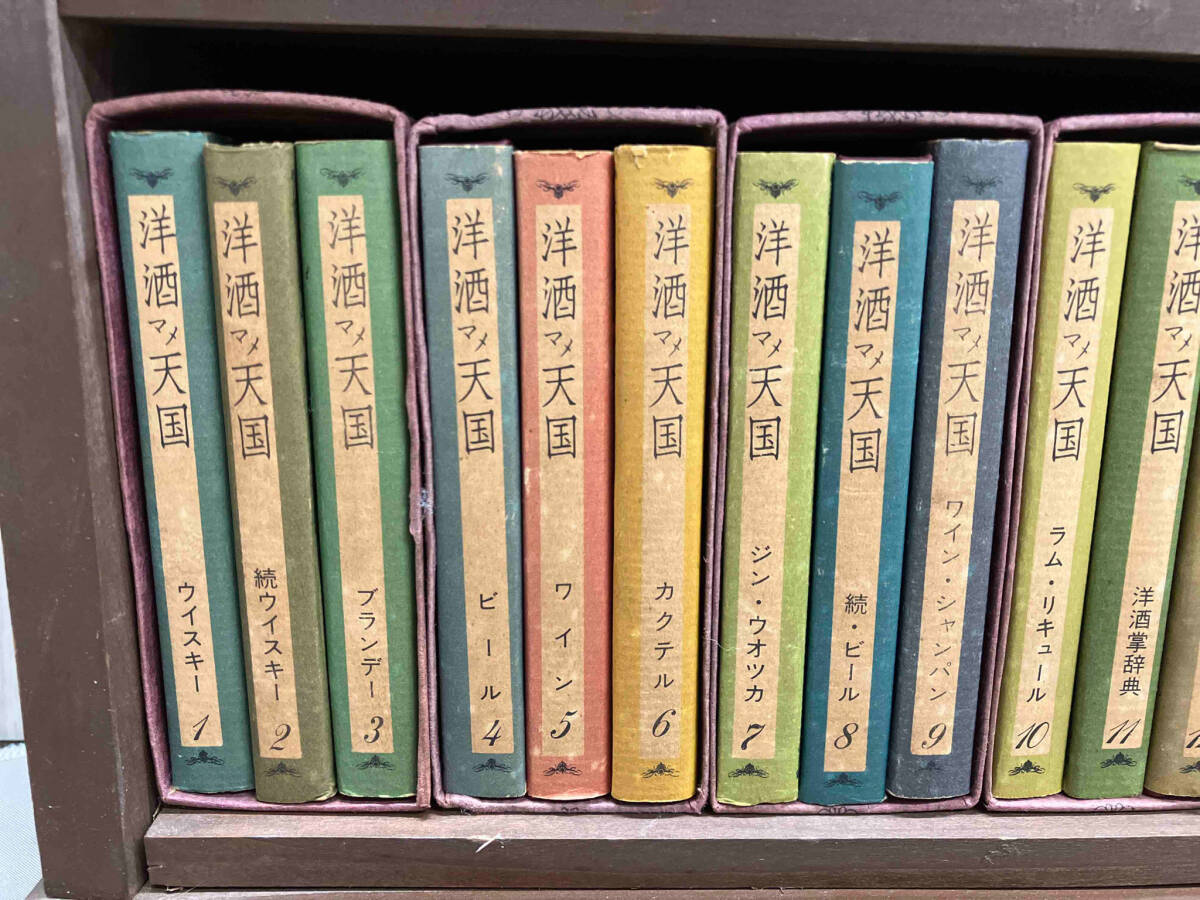 洋酒マメ天国 ウイスキー 1
洋酒マメ天国 続ウイスキー 2
洋酒マメ天国 ブランデー 3
洋酒マメ天国 ビール 4
洋酒マメ天国 ワイン 5
洋酒マメ天国 カクテル 6
洋酒マメ天国 ジン・ウオツカ 7
洋酒マメ天国 続・ビール 8
洋酒マメ天国 ワイン・シャンパン 9
洋酒マメ天国 ラム・リキュール 10
洋酒マメ天国 洋酒掌辞典 11